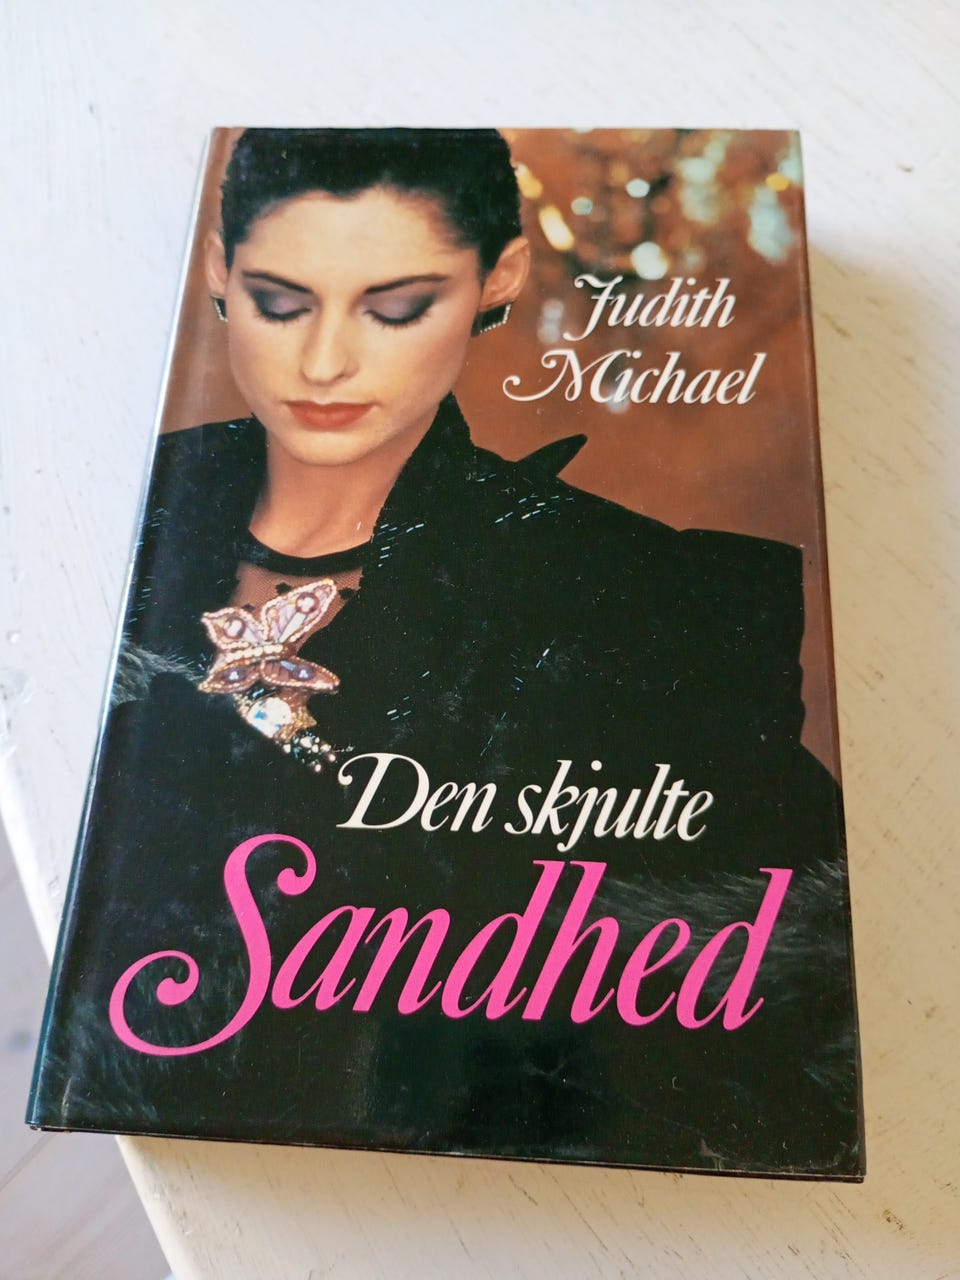 Judith
Michael
Den skjulte
Sandhed